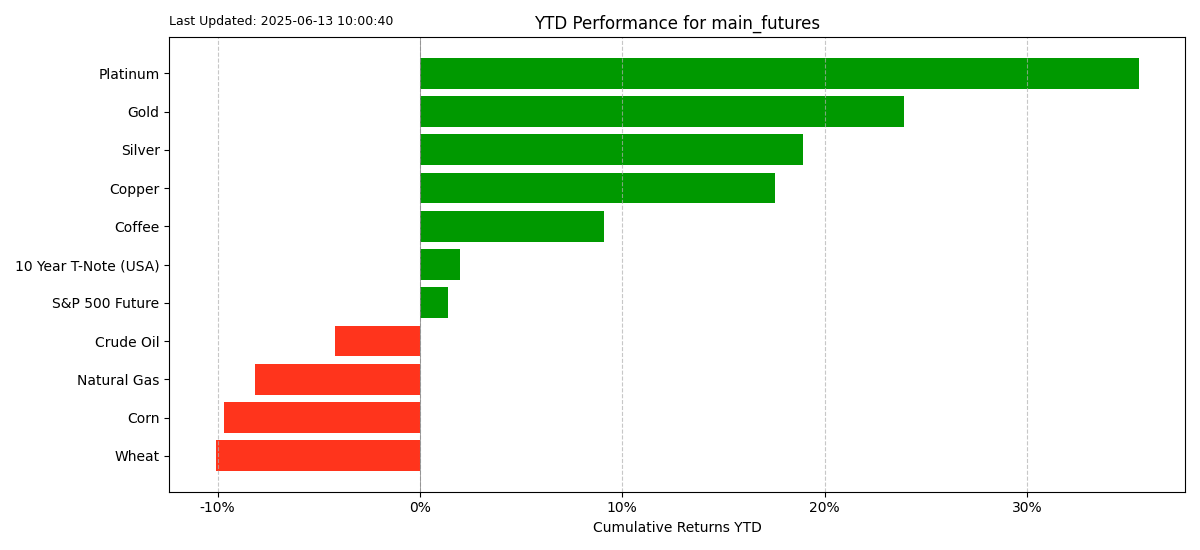 Last Updated: 2025-06-13 10:00:40
YTD Performance for main_futures
Platinum
Gold
Silver
Copper
Coffee
10 Year T-Note (USA)
S&P 500 Future
Crude Oil
Natural Gas
Corn
Wheat
-10% 0% 10% 20% 30%
Cumulative Returns YTD